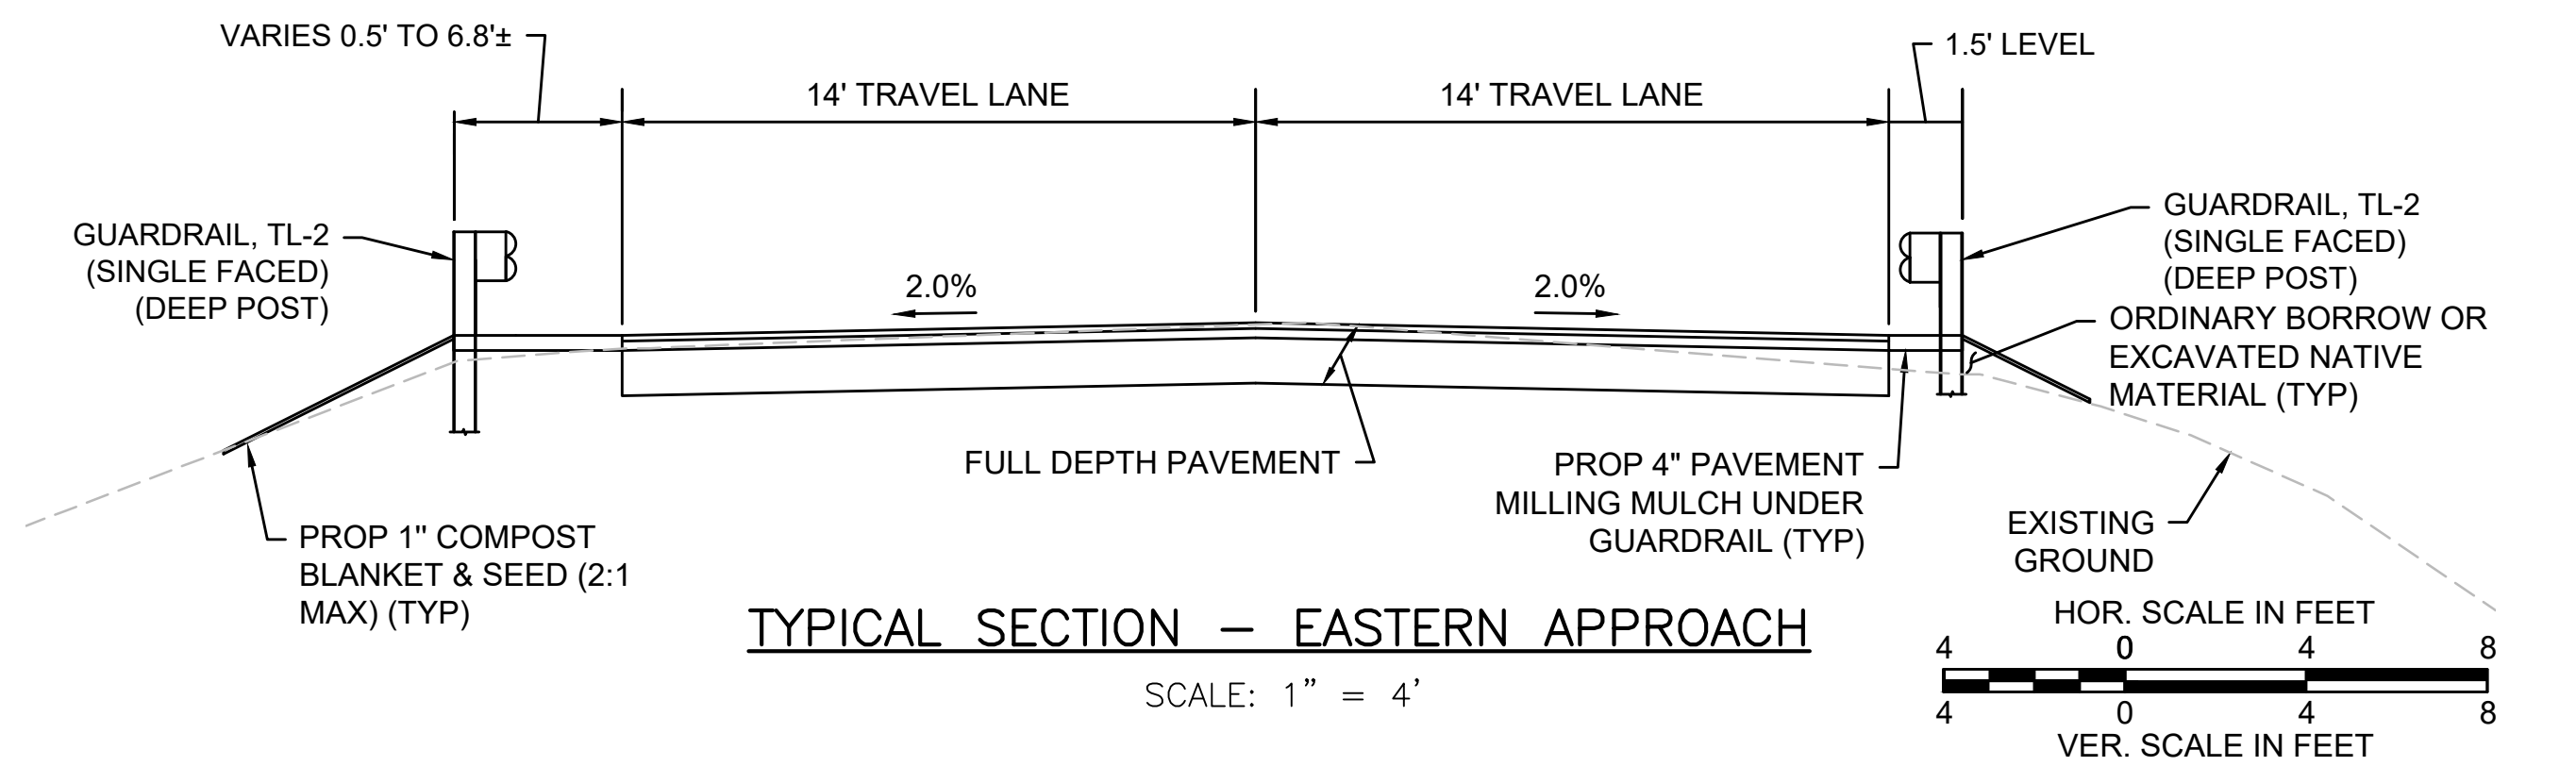 VARIES 0.5' TO 6.8'±
1.5' LEVEL
14' TRAVEL LANE
14' TRAVEL LANE
GUARDRAIL, TL-2
(SINGLE FACED)
(DEEP POST)
2.0%
2.0%
GUARDRAIL, TL-2
(SINGLE FACED)
(DEEP POST)
ORDINARY BORROW OR
EXCAVATED NATIVE
MATERIAL (TYP)
FULL DEPTH PAVEMENT
PROP 4" PAVEMENT
MILLING MULCH UNDER
GUARDRAIL (TYP)
PROP 1" COMPOST
BLANKET & SEED (2:1
MAX) (TYP)
EXISTING
GROUND
TYPICAL SECTION – EASTERN APPROACH
SCALE: 1" = 4'
HOR. SCALE IN FEET
4 0 4 8
4 0 4 8
VER. SCALE IN FEET